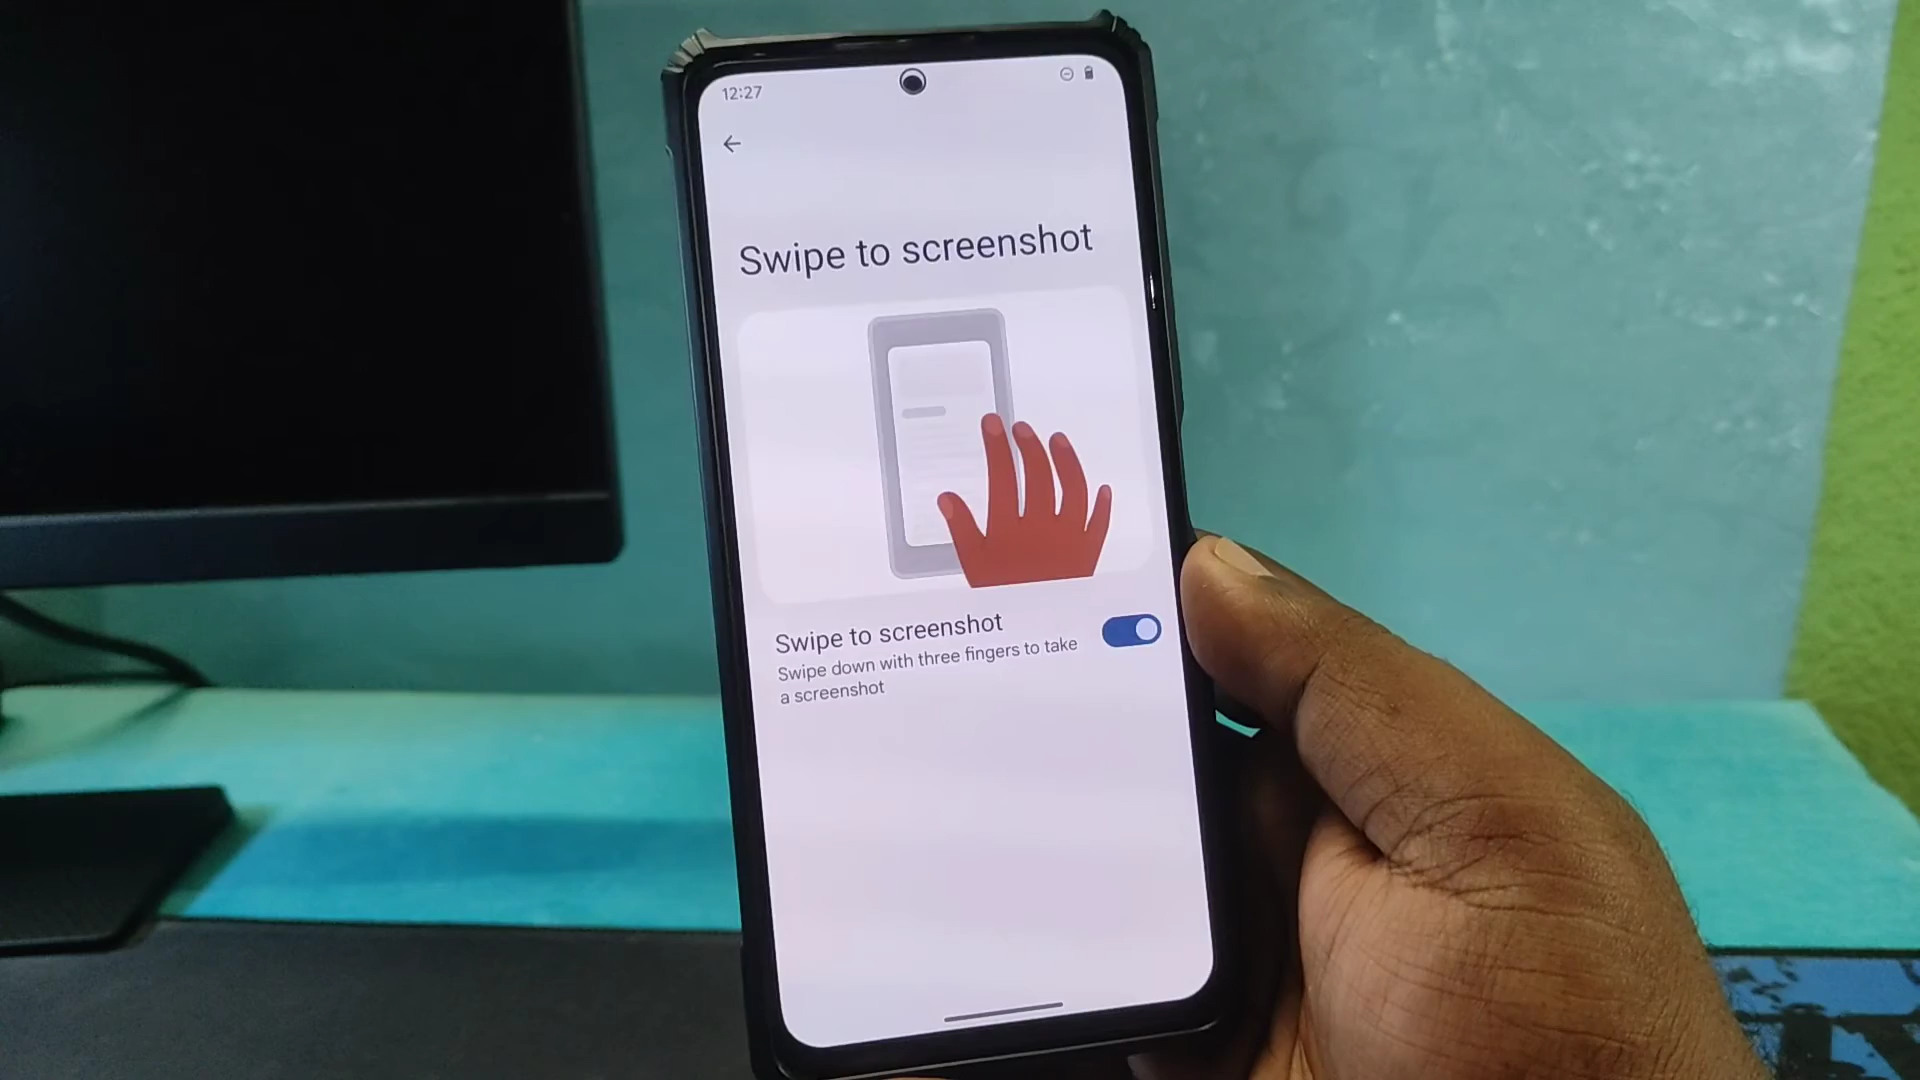 12:27
Swipe to screenshot
Swipe to screenshot
Swipe down with three fingers to take
a screenshot